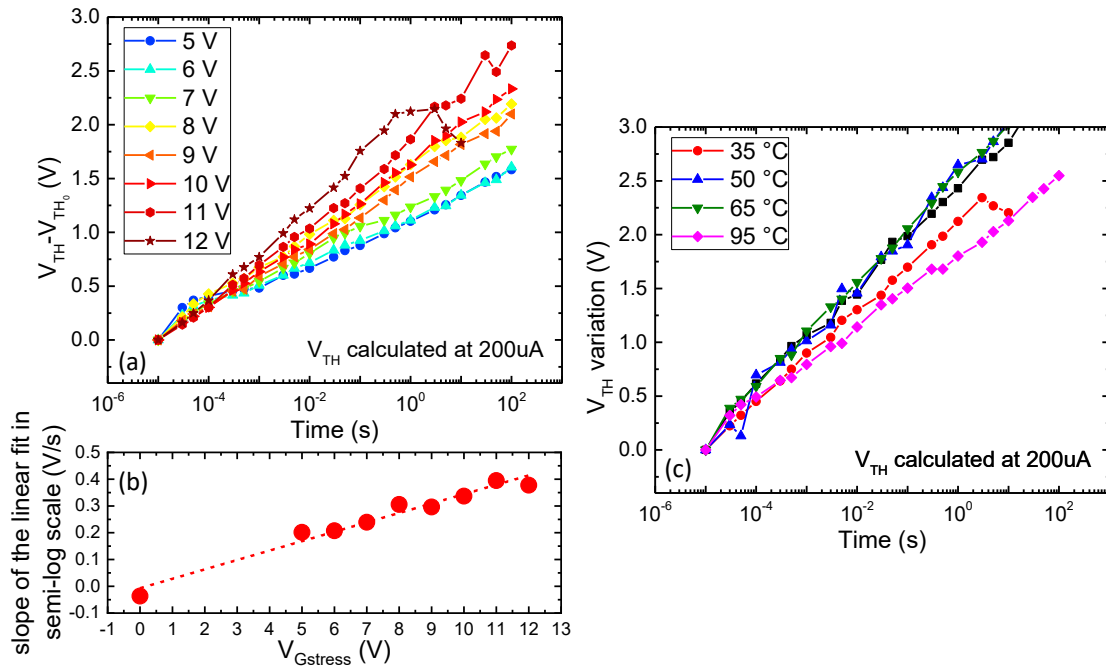 3.0
2.5
2.0
1.5
1.0
0.5
0.0
V_TH-V_TH_0 (V)
5 V
6 V
7 V
8 V
9 V
10 V
11 V
12 V
(a)
V_TH calculated at 200uA
10^-6
10^-4
10^-2
10^0
10^2
Time (s)
slope of the linear fit in
semi-log scale (V/s)
0.5
0.4
0.3
0.2
0.1
0.0
-0.1
(b)
-1 0 1 2 3 4 5 6 7 8 9 10 11 12 13
V_Gstress (V)
3.0
2.5
2.0
1.5
1.0
0.5
0.0
V_TH variation (V)
35 °C
50 °C
65 °C
95 °C
(c)
V_TH calculated at 200uA
10^-6
10^-4
10^-2
10^0
10^2
Time (s)